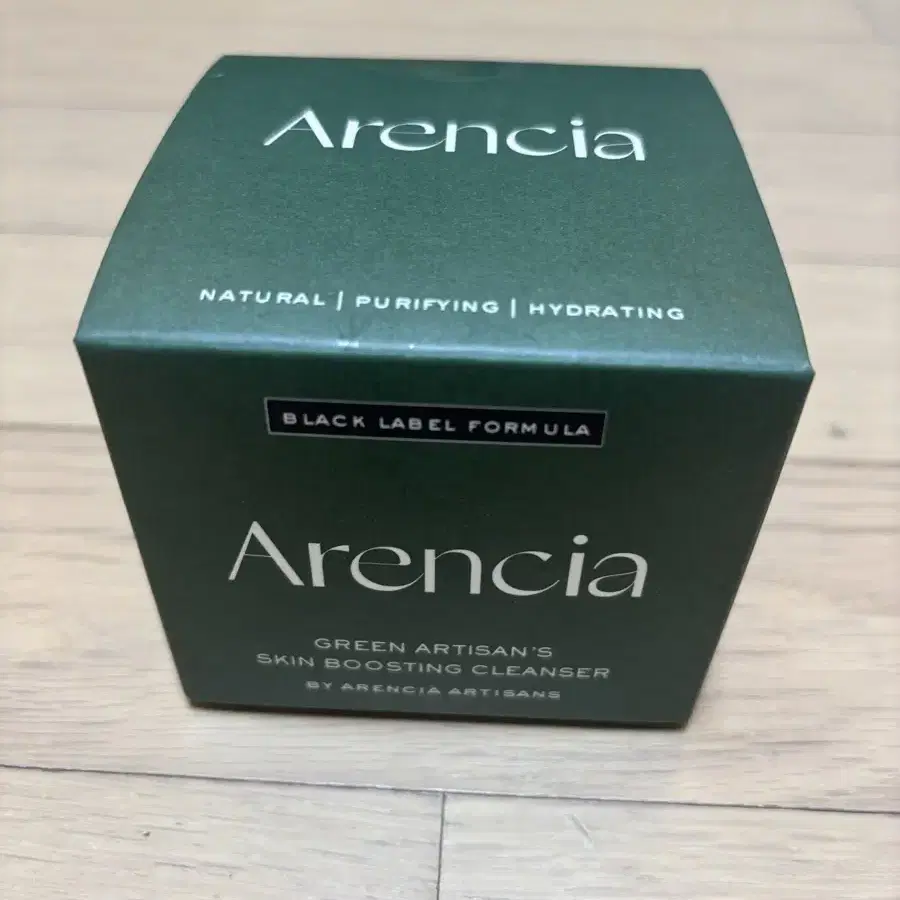 Arencia
NATURAL | PURIFYING | HYDRATING
BLACK LABEL FORMULA
Arencia
GREEN ARTISAN'S
SKIN BOOSTING CLEANSER
BY ARENCIA ARTISANS